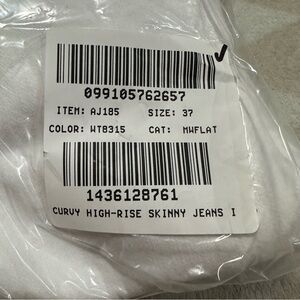 099105762657
ITEM: AJ185 SIZE: 37
COLOR: WT8315 CAT: MWFLAT
1436128761
CURVY HIGH-RISE SKINNY JEANS I